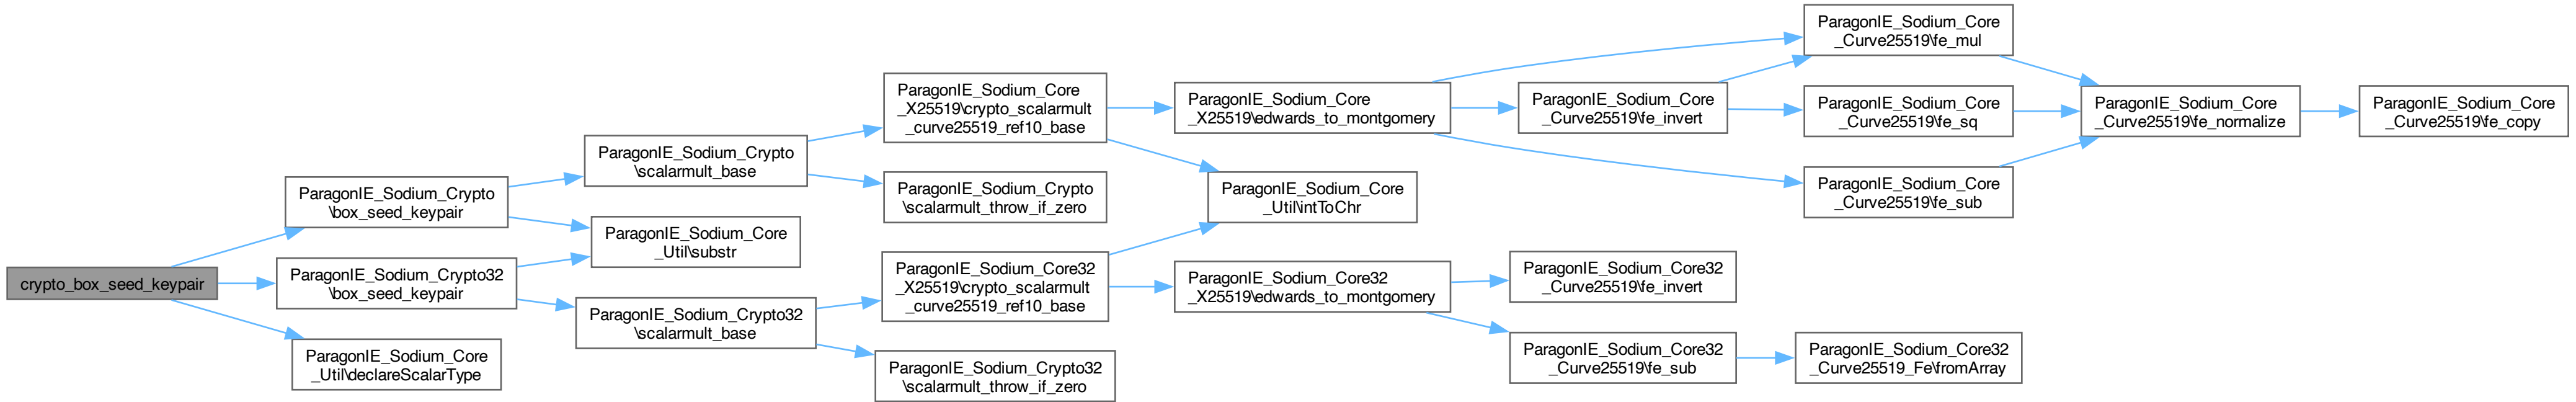 crypto_box_seed_keypair
ParagonIE_Sodium_Crypto
\box_seed_keypair
ParagonIE_Sodium_Crypto32
\box_seed_keypair
ParagonIE_Sodium_Core
_Util\declareScalarType
ParagonIE_Sodium_Crypto
\scalarmult_base
ParagonIE_Sodium_Core
_Util\substr
ParagonIE_Sodium_Crypto32
\scalarmult_base
ParagonIE_Sodium_Core
_X25519\crypto_scalarmult
_curve25519_ref10_base
ParagonIE_Sodium_Crypto
\scalarmult_throw_if_zero
ParagonIE_Sodium_Core32
_X25519\crypto_scalarmult
_curve25519_ref10_base
ParagonIE_Sodium_Crypto32
\scalarmult_throw_if_zero
ParagonIE_Sodium_Core
_X25519\edwards_to_montgomery
ParagonIE_Sodium_Core
_Util\intToChr
ParagonIE_Sodium_Core32
_X25519\edwards_to_montgomery
ParagonIE_Sodium_Core
_Curve25519\fe_invert
ParagonIE_Sodium_Core32
_Curve25519\fe_invert
ParagonIE_Sodium_Core32
_Curve25519\fe_sub
ParagonIE_Sodium_Core
_Curve25519\fe_mul
ParagonIE_Sodium_Core
_Curve25519\fe_sq
ParagonIE_Sodium_Core
_Curve25519\fe_sub
ParagonIE_Sodium_Core32
_Curve25519_Fe\fromArray
ParagonIE_Sodium_Core
_Curve25519\fe_normalize
ParagonIE_Sodium_Core
_Curve25519\fe_copy